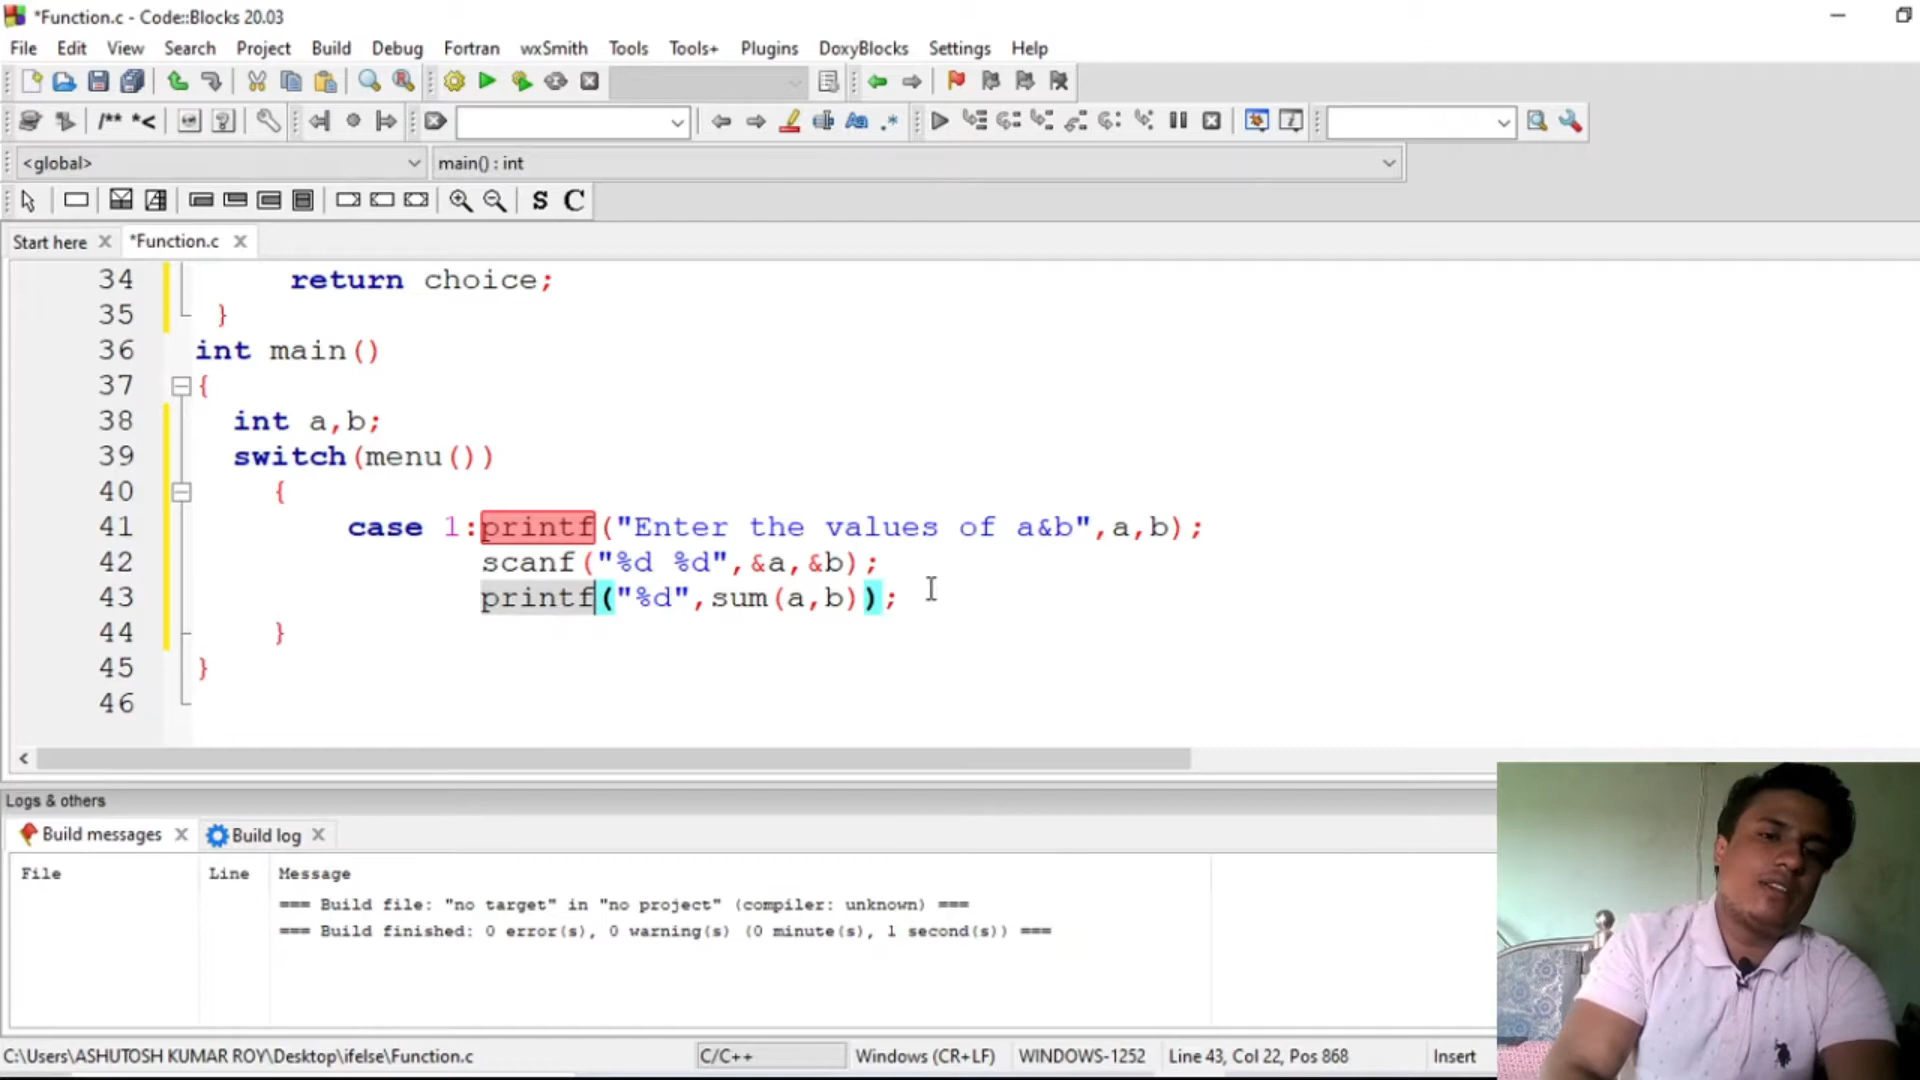 *Function.c - Code::Blocks 20.03
File Edit View Search Project Build Debug Fortran wxSmith Tools Tools+ Plugins DoxyBlocks Settings Help
/** *<
Aa .*
<global> main() : int
S C
Start here *Function.c
34 return choice;
35 }
36 int main()
37 {
38 int a,b;
39 switch(menu())
40 {
41 case 1:printf("Enter the values of a&b",a,b);
42 scanf("%d %d",&a,&b);
43 printf("%d",sum(a,b));
44 }
45 }
46
Logs & others
Build messages Build log
File Line Message
=== Build file: "no target" in "no project" (compiler: unknown) ===
=== Build finished: 0 error(s), 0 warning(s) (0 minute(s), 1 second(s)) ===
C:\Users\ASHUTOSH KUMAR ROY\Desktop\ifelse\Function.c C/C++ Windows (CR+LF) WINDOWS-1252 Line 43, Col 22, Pos 868 Insert